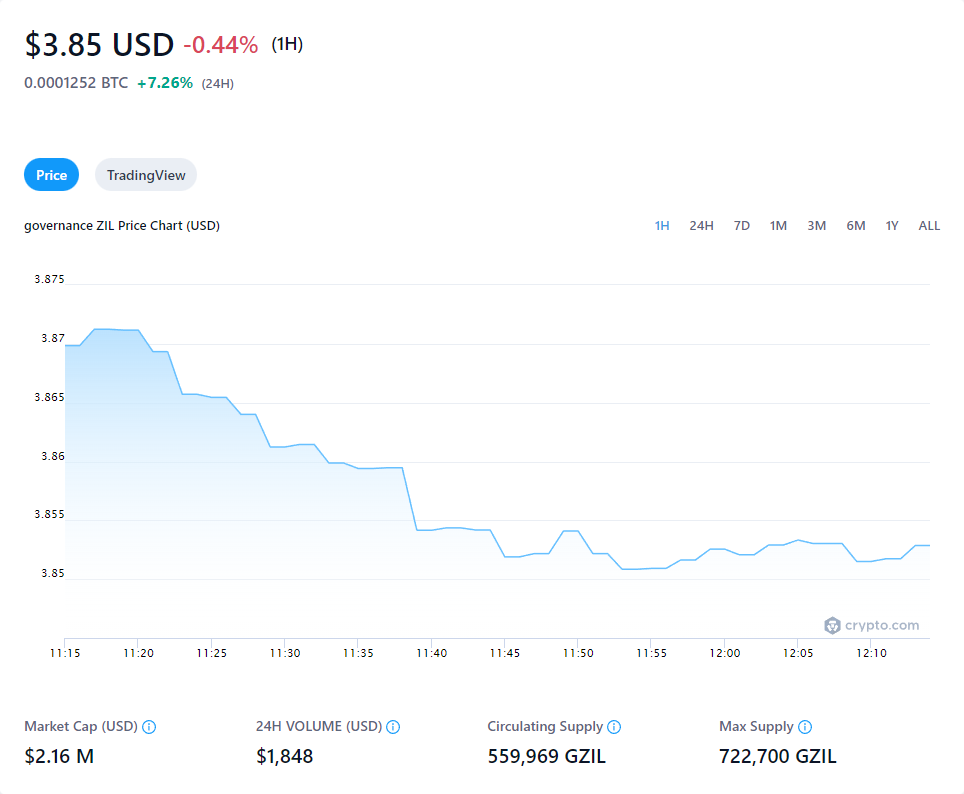 $3.85 USD -0.44% (1H)
0.0001252 BTC +7.26% (24H)
Price TradingView
governance ZIL Price Chart (USD) 1H 24H 7D 1M 3M 6M 1Y ALL
3.875
3.87
3.865
3.86
3.855
3.85
crypto.com
11:15 11:20 11:25 11:30 11:35 11:40 11:45 11:50 11:55 12:00 12:05 12:10
Market Cap (USD) 24H VOLUME (USD) Circulating Supply Max Supply
$2.16 M $1,848 559,969 GZIL 722,700 GZIL